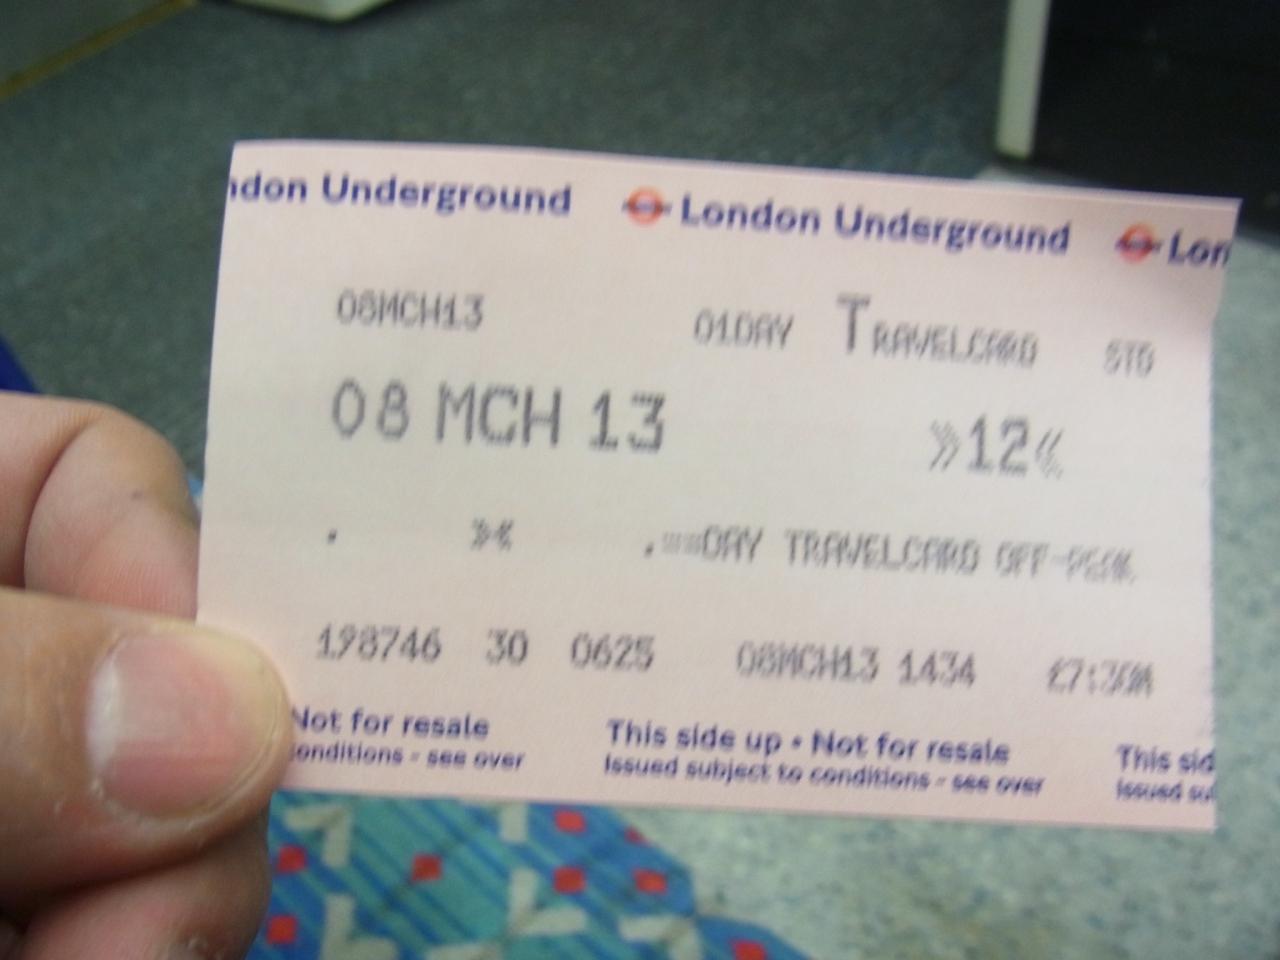 ndon Underground London Underground Lon
08MCH13 01DAY TRAVELCARD STD
08 MCH 13 »12«
. »« .==DAY TRAVELCARD OFF-PEAK
198746 30 0625 08MCH13 1434 £7:30M
Not for resale This side up • Not for resale This sid
onditions - see over Issued subject to conditions - see over Issued su